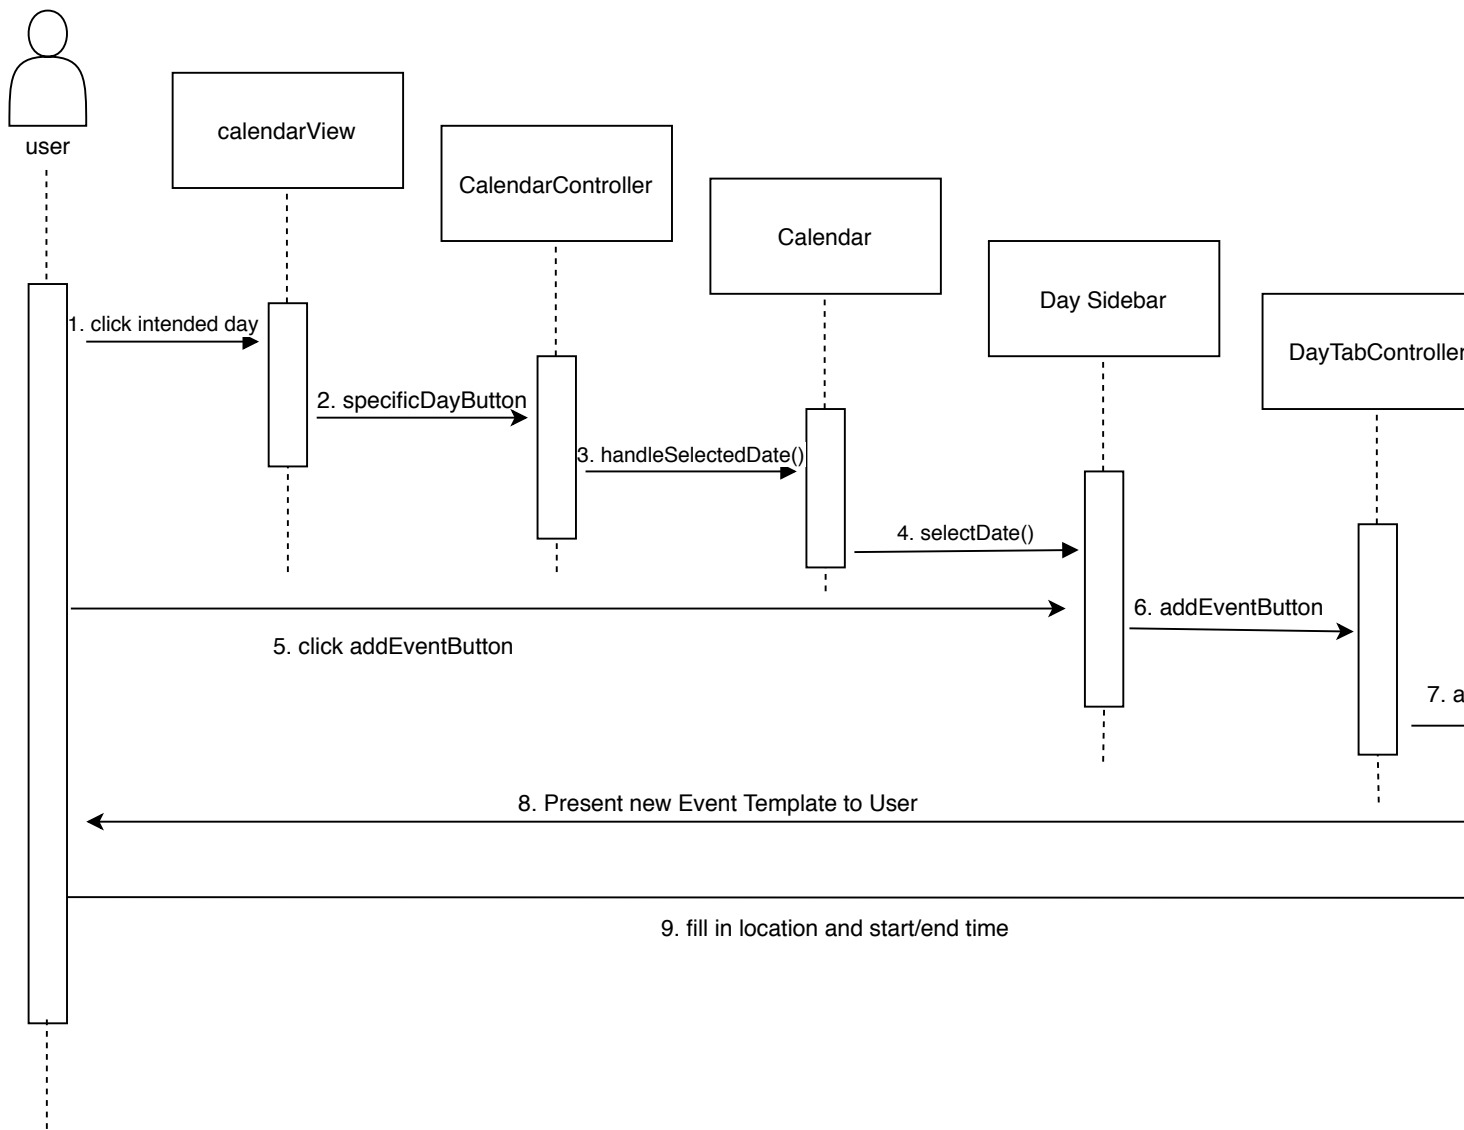 user
calendarView
CalendarController
Calendar
Day Sidebar
DayTabController
1. click intended day
2. specificDayButton
3. handleSelectedDate()
4. selectDate()
5. click addEventButton
6. addEventButton
7. a
8. Present new Event Template to User
9. fill in location and start/end time